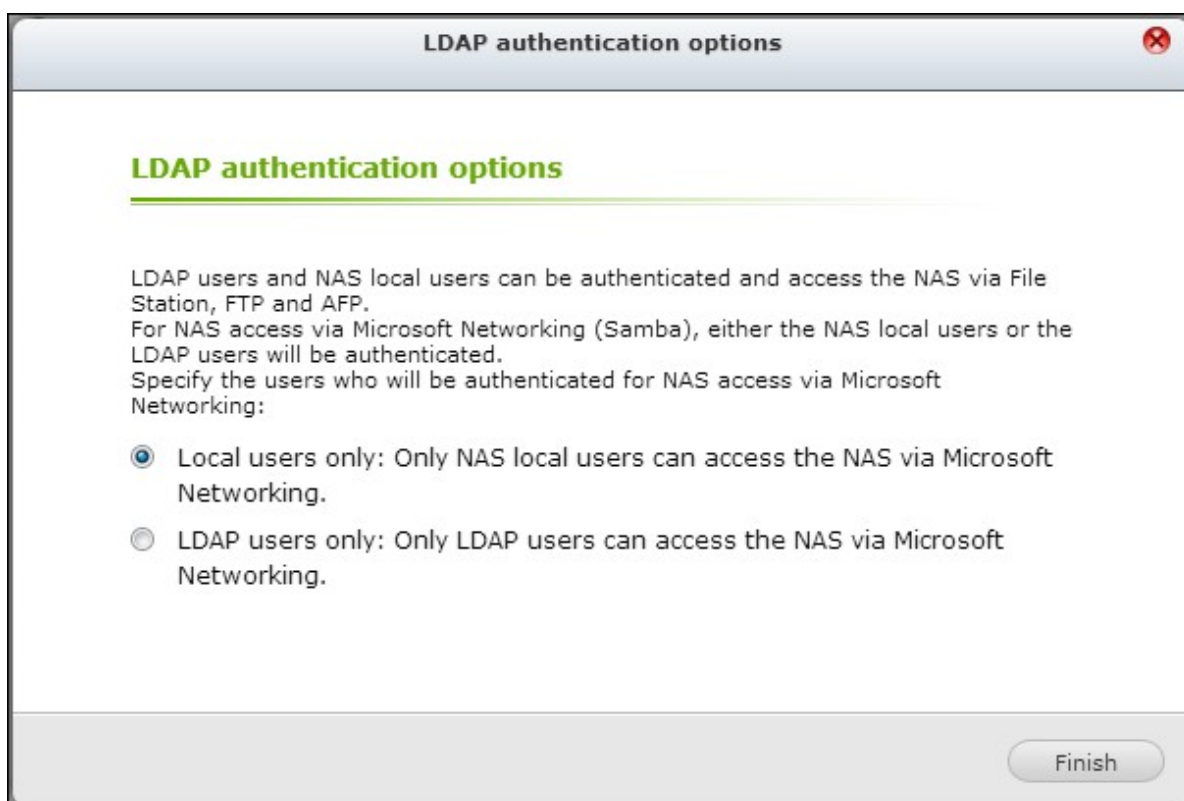 LDAP authentication options
LDAP authentication options
LDAP users and NAS local users can be authenticated and access the NAS via File
Station, FTP and AFP.
For NAS access via Microsoft Networking (Samba), either the NAS local users or the
LDAP users will be authenticated.
Specify the users who will be authenticated for NAS access via Microsoft
Networking:
Local users only: Only NAS local users can access the NAS via Microsoft
Networking.
LDAP users only: Only LDAP users can access the NAS via Microsoft
Networking.
Finish